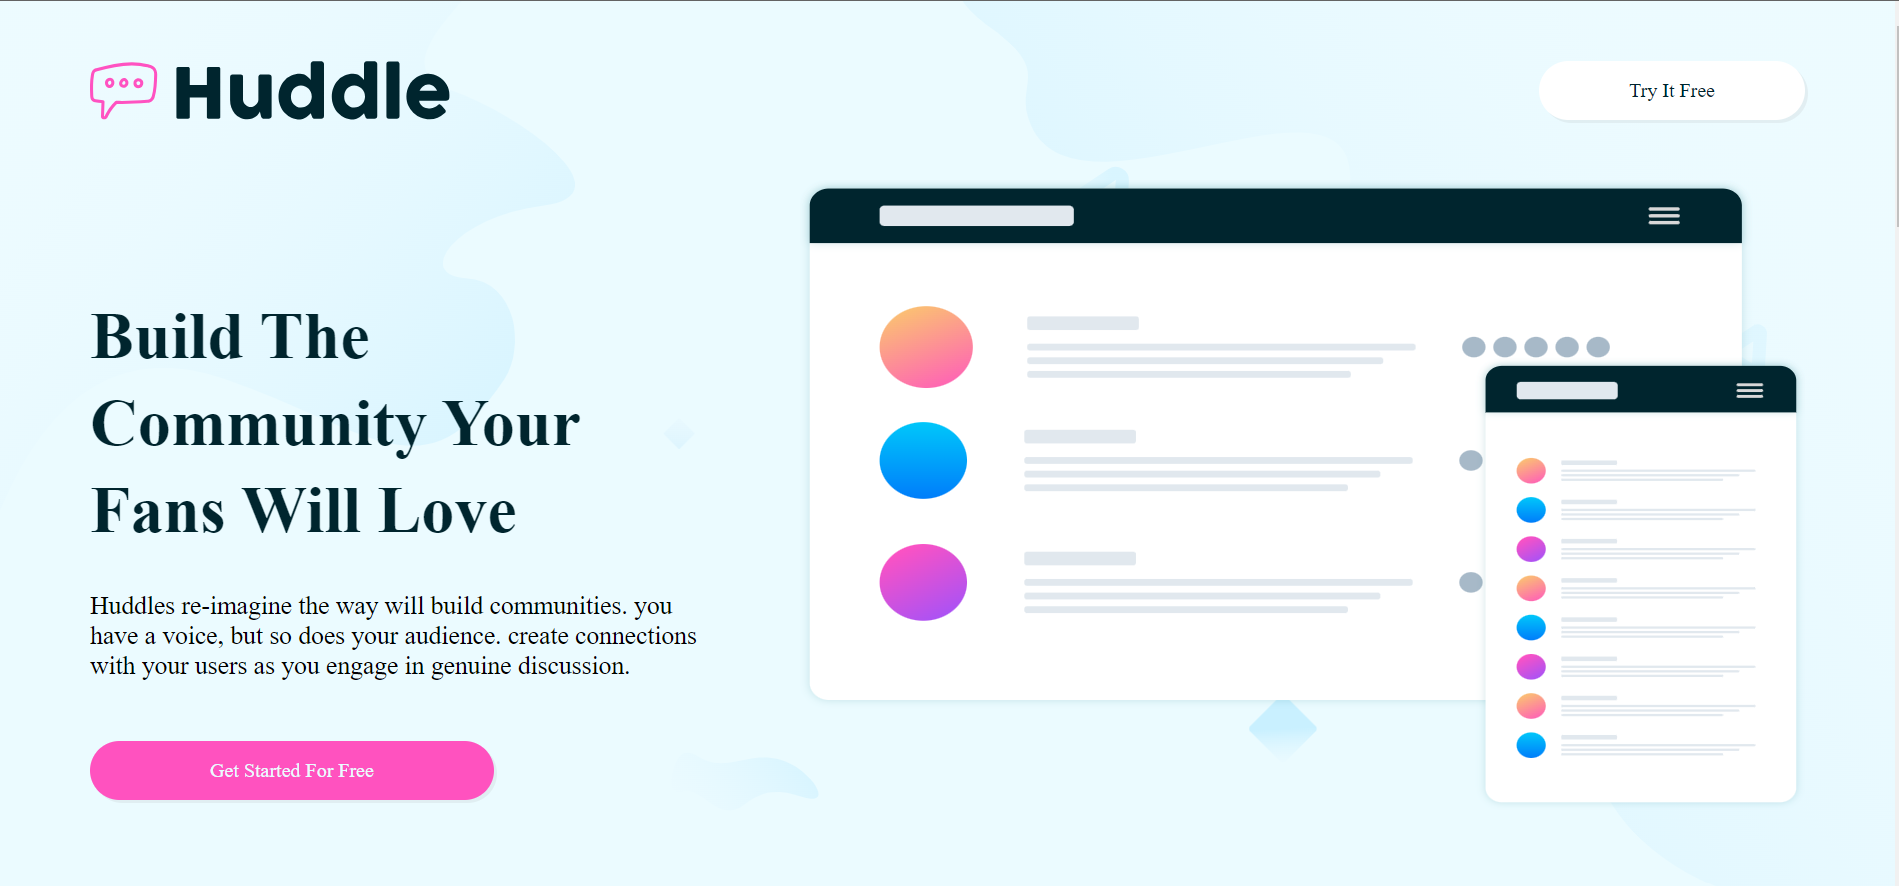 Huddle
Try It Free
Build The
Community Your
Fans Will Love
Huddles re-imagine the way will build communities. you
have a voice, but so does your audience. create connections
with your users as you engage in genuine discussion.
Get Started For Free